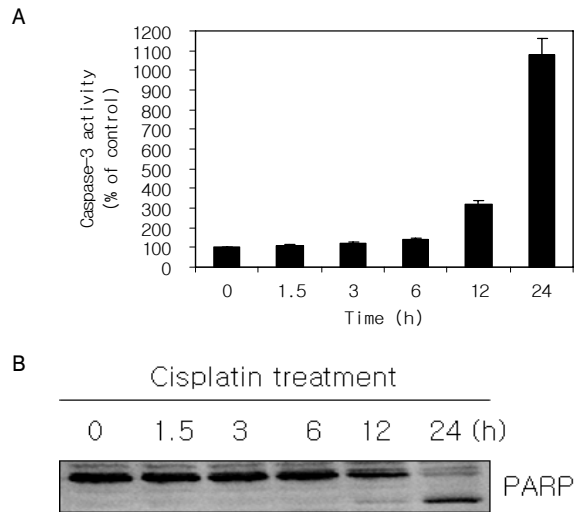 A
1200
1100
1000
900
800
700
600
500
400
300
200
100
0
Caspase-3 activity
(% of control)
0 1.5 3 6 12 24
Time (h)
B
Cisplatin treatment
0 1.5 3 6 12 24 (h)
PARP